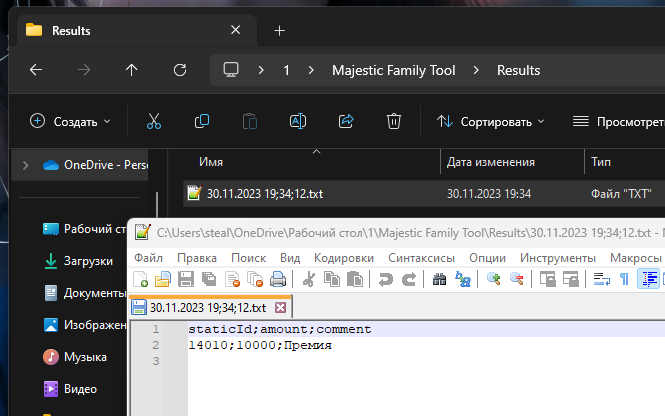 Results
1 > Majestic Family Tool > Results
Создать
Сортировать
Просмотреть
OneDrive - Perso
Имя
Дата изменения
Тип
30.11.2023 19;34;12.txt
30.11.2023 19:34
Файл "TXT"
Рабочий ст
Загрузки
Документы
Изображен
Музыка
Видео
C:\Users\steal\OneDrive\Рабочий стол\1\Majestic Family Tool\Results\30.11.2023 19;34;12.txt - N
Файл Правка Поиск Вид Кодировки Синтаксисы Опции Инструменты Макросы
30.11.2023 19;34;12.txt
1 staticId;amount;comment
2 14010;10000;Премия
3